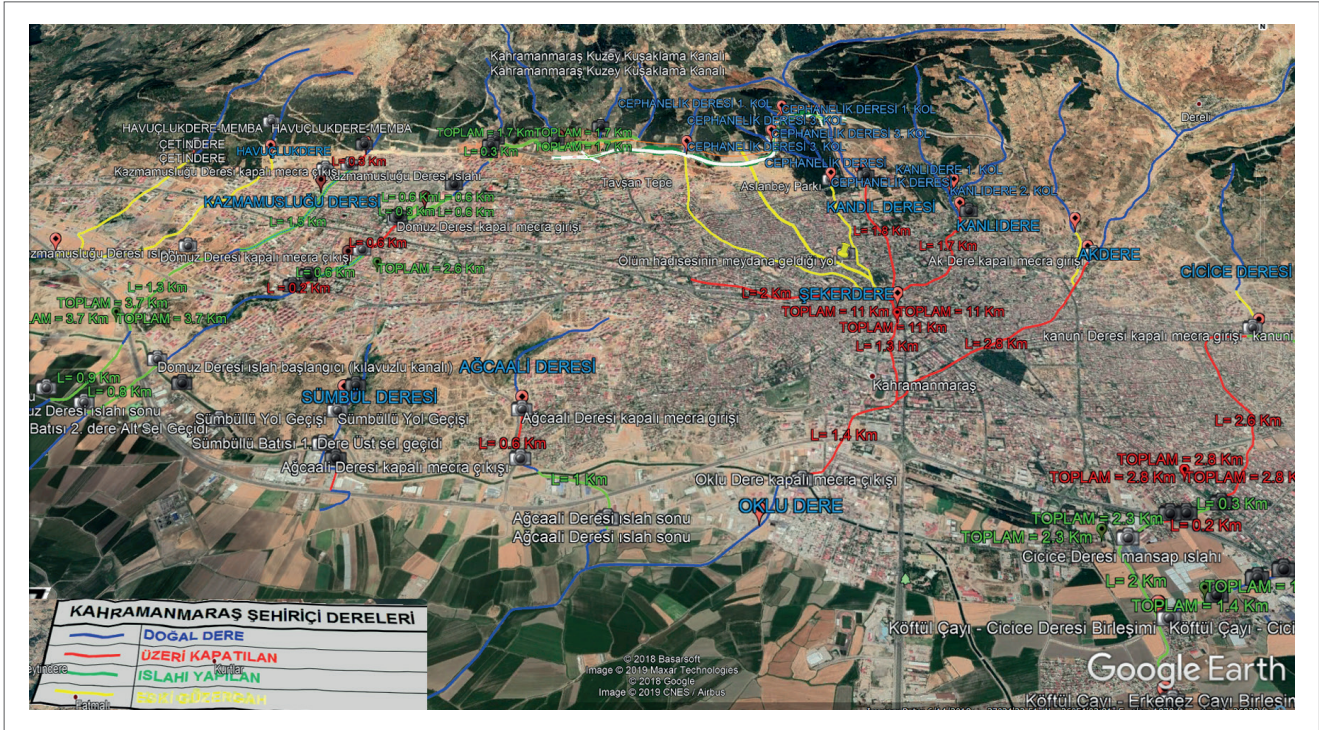 N
Kahramanmaraş Kuzey Kuşaklama Kanalı
Kahramanmaraş Kuzey Kuşaklama Kanalı
CEPHANELİK DERESİ 1. KOL
CEPHANELİK DERESİ 1. KOL
CEPHANELİK DERESİ 3. KOL
CEPHANELİK DERESİ 3. KOL
CEPHANELİK DERESİ 3. KOL
CEPHANELİK DERESİ
CEPHANELİK DERESİ
Dereli
HAVUÇLUKDERE-MEMBA
HAVUÇLUKDERE-MEMBA
ÇETİNDERE
ÇETİNDERE
HAVUÇLUKDERE
TOPLAM = 1.7 Km
TOPLAM = 1.7 Km
TOPLAM = 1.7 Km
L= 0.3 Km
L= 0.3 Km
Kazmamusluğu Deresi kapalı mecra çıkışı
Kazmamusluğu Deresi ıslahı
KANLIDERE 1. KOL
KANLIDERE 2. KOL
Tavşan Tepe
Aslanbey Parkı
KAZMAMUSLUĞU DERESİ
L= 0.6 Km
L= 0.6 Km
L= 0.2 Km
L= 0.6 Km
L= 1.8 Km
Domuz Deresi kapalı mecra girişi
KANDİL DERESİ
L= 1.9 Km
KANLIDERE
L= 1.7 Km
AKDERE
Ak Dere kapalı mecra girişi
CİCİCE DERESİ
L= 0.6 Km
Domuz Deresi kapalı mecra çıkışı
TOPLAM = 2.6 Km
Ölüm hadisesinin meydana geldiği yol
L= 0.6 Km
L= 0.2 Km
L= 1.3 Km
L= 2 Km
ŞEKERDERE
TOPLAM = 3.7 Km
TOPLAM = 3.7 Km
TOPLAM = 11 Km
TOPLAM = 11 Km
TOPLAM = 11 Km
L= 1.3 Km
L= 2.6 Km
kanuni Deresi kapalı mecra girişi
Domuz Deresi ıslah başlangıcı (kılavuzlu kanalı)
AĞCAALİ DERESİ
L= 0.9 Km
L= 0.8 Km
SÜMBÜL DERESİ
Kahramanmaraş
Sümbüllü Yol Geçişi
Sümbüllü Yol Geçişi
Ağcaali Deresi kapalı mecra girişi
Batısı 2. dere Alt Sel Geçidi
Sümbüllü Batısı 1. Dere Üst sel geçidi
L= 0.6 Km
L= 1.4 Km
L= 2.6 Km
Ağcaali Deresi kapalı mecra çıkışı
TOPLAM = 2.8 Km
TOPLAM = 2.8 Km
L= 1 Km
Oklu Dere kapalı mecra çıkışı
OKLU DERE
L= 0.3 Km
L= 0.2 Km
Ağcaali Deresi ıslah sonu
Ağcaali Deresi ıslah sonu
TOPLAM = 2.3 Km
TOPLAM = 2.3 Km
Cicice Deresi mansap ıslahı
L= 2 Km
TOPLAM = 1.4 Km
Köftül Çayı - Cicice Deresi Birleşimi
KAHRAMANMARAŞ ŞEHİRİÇİ DERELERİ
DOĞAL DERE
ÜZERİ KAPATILAN
ISLAHI YAPILAN
ESKİ GÜZERGAH
Kurtlar
Fatmalı
© 2018 Basarsoft
Image © 2019 Maxar Technologies
© 2018 Google
Image © 2019 CNES / Airbus
Google Earth
Köftül Çayı - Erkenez Çayı Birleşim